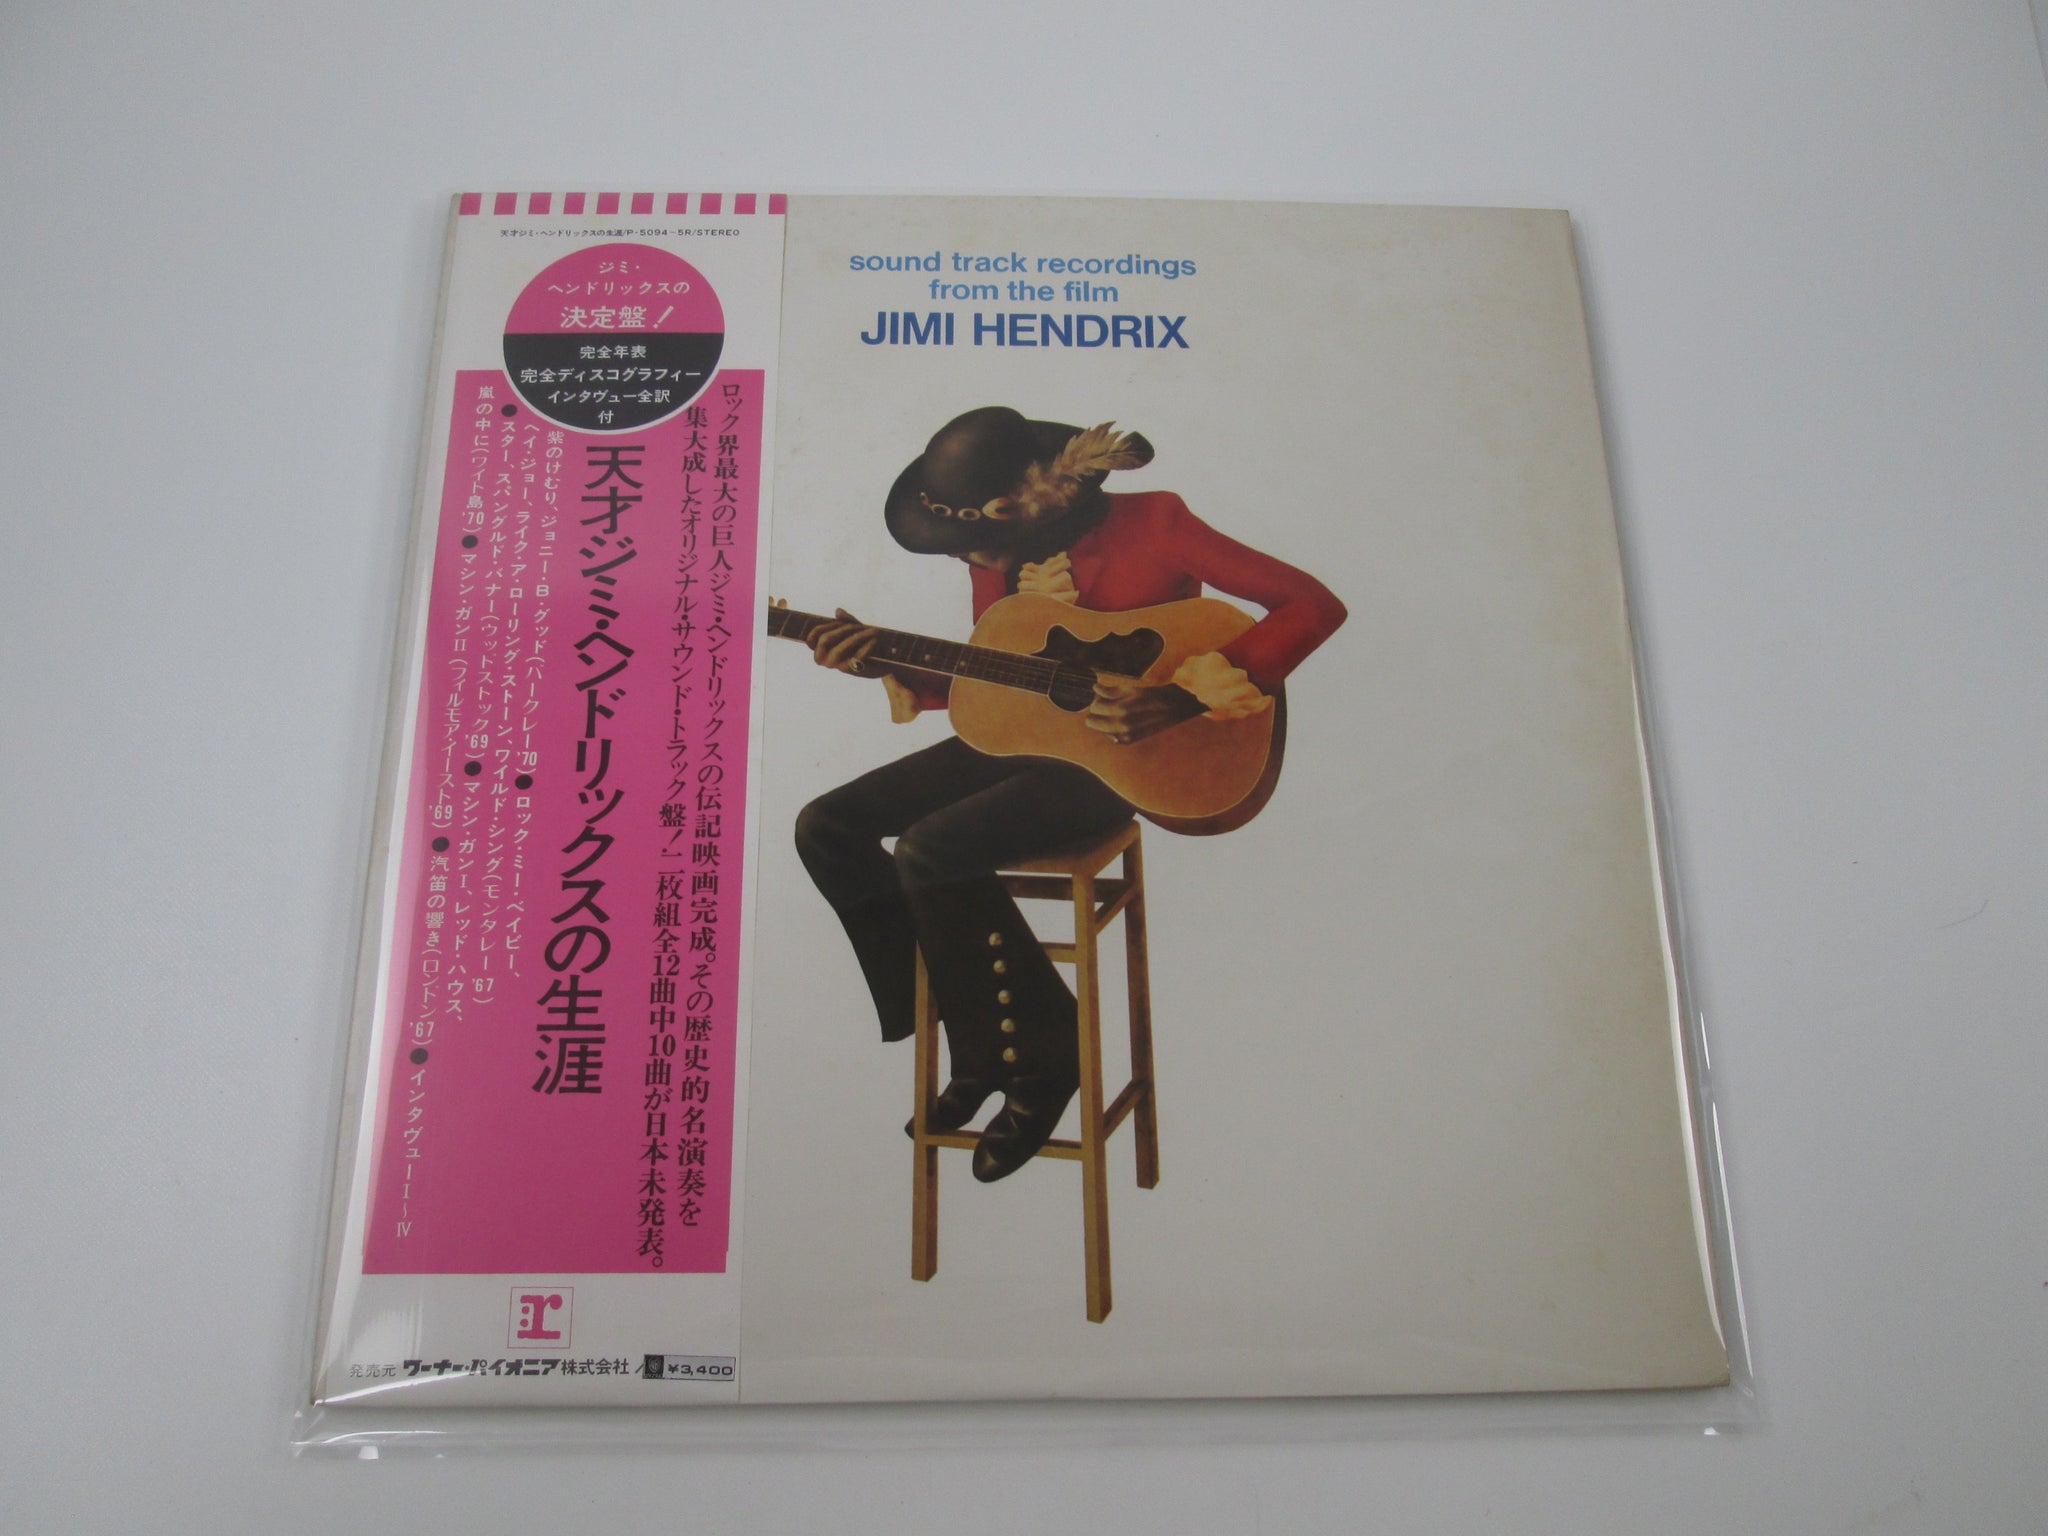 天才ジミ・ヘンドリックスの生涯/P-5094~5R/STEREO
ジミ・
ヘンドリックスの
決定盤!
完全年表
完全ディスコグラフィー
インタヴュー全訳
付
ロック界最大の巨人ジミ・ヘンドリックスの伝記映画完成。その歴史的名演奏を
集大成したオリジナル・サウンド・トラック盤!二枚組全12曲中10曲が日本未発表。
天才ジミ・ヘンドリックスの生涯
紫のけむり、ジョニー・B・グッド(バークレー'70)●ロック・ミー・ベイビー、
ヘイ・ジョー、ライク・ア・ローリング・ストーン、ワイルド・シング(モンタレー'67)
●スター、スパングルド・バナー(ウッドストック'69)●マシン・ガンI、レッド・ハウス、
嵐の中に(ワイト島'70)●マシン・ガンII(フィルモア・イースト'69)●汽笛の響き(ロンドン'67)●インタヴューI~IV
:r
発売元 ワーナー・パイオニア株式会社 / ¥3,400
sound track recordings
from the film
JIMI HENDRIX